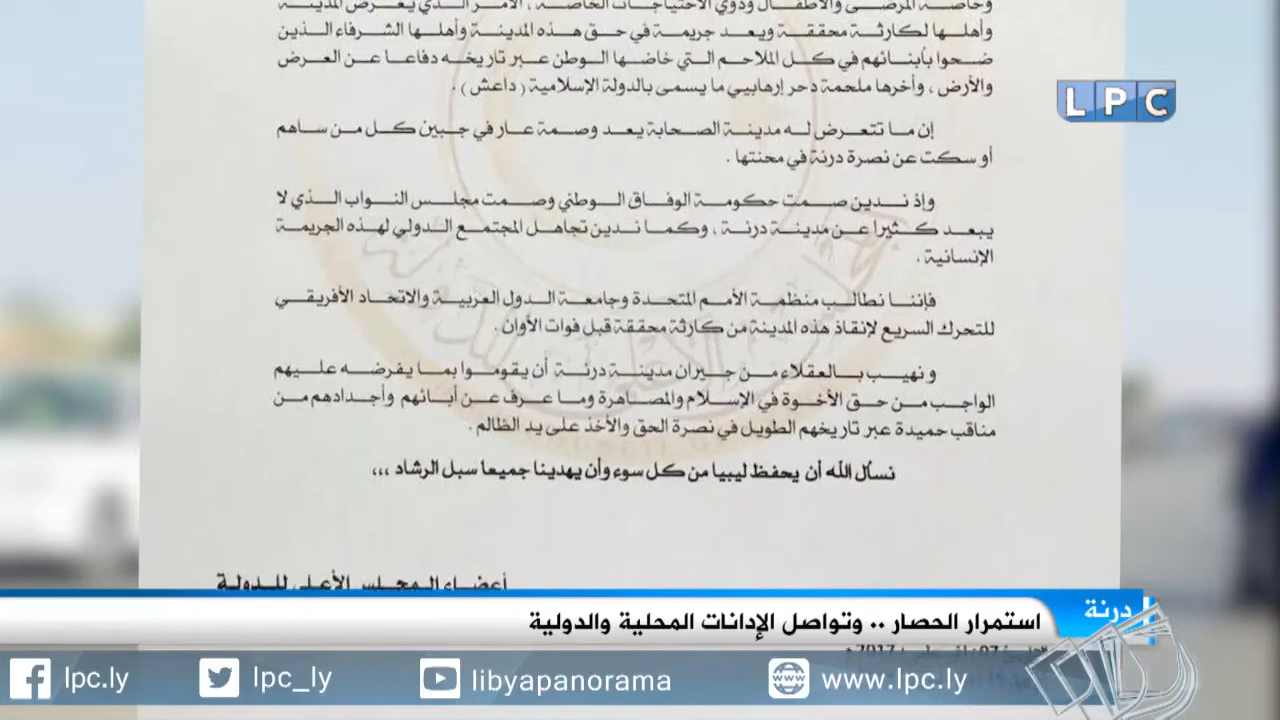 وخاصة المرضى والأطفال وذوي الاحتياجات الخاصة ، الأمر الذي يعرض المدينة
وأهلها لكارثة محققة ويعد جريمة في حق هذه المدينة وأهلها الشرفاء الذين
ضحوا بأبنائهم في كل الملاحم التي خاضها الوطن عبر تاريخه دفاعا عن العرض
والأرض ، وأخرها ملحمة دحر إرهابيي ما يسمى بالدولة الإسلامية ( داعش ) .
LPC
إن ما تتعرض له مدينة الصحابة يعد وصمة عار في جبين كل من ساهم
أو سكت عن نصرة درنة في محنتها .
وإذ ندين صمت حكومة الوفاق الوطني وصمت مجلس النواب الذي لا
يبعد كثيرا عن مدينة درنة ، وكما ندين تجاهل المجتمع الدولي لهذه الجريمة
الإنسانية .
فإننا نطالب منظمة الأمم المتحدة وجامعة الدول العربية والاتحاد الأفريقي
للتحرك السريع لإنقاذ هذه المدينة من كارثة محققة قبل فوات الأوان .
و نهيب بالعقلاء من جيران مدينة درنة أن يقوموا بما يفرضه عليهم
الواجب من حق الأخوة في الإسلام والمصاهرة وما عرف عن أبائهم وأجدادهم من
مناقب حميدة عبر تاريخهم الطويل في نصرة الحق والأخذ على يد الظالم .
نسأل الله أن يحفظ ليبيا من كل سوء وأن يهدينا جميعا سبل الرشاد ،،،
أعضاء المجلس الأعلى للدولة
درنة
استمرار الحصار .. وتواصل الإدانات المحلية والدولية
lpc.ly
lpc_ly
libyapanorama
www.lpc.ly